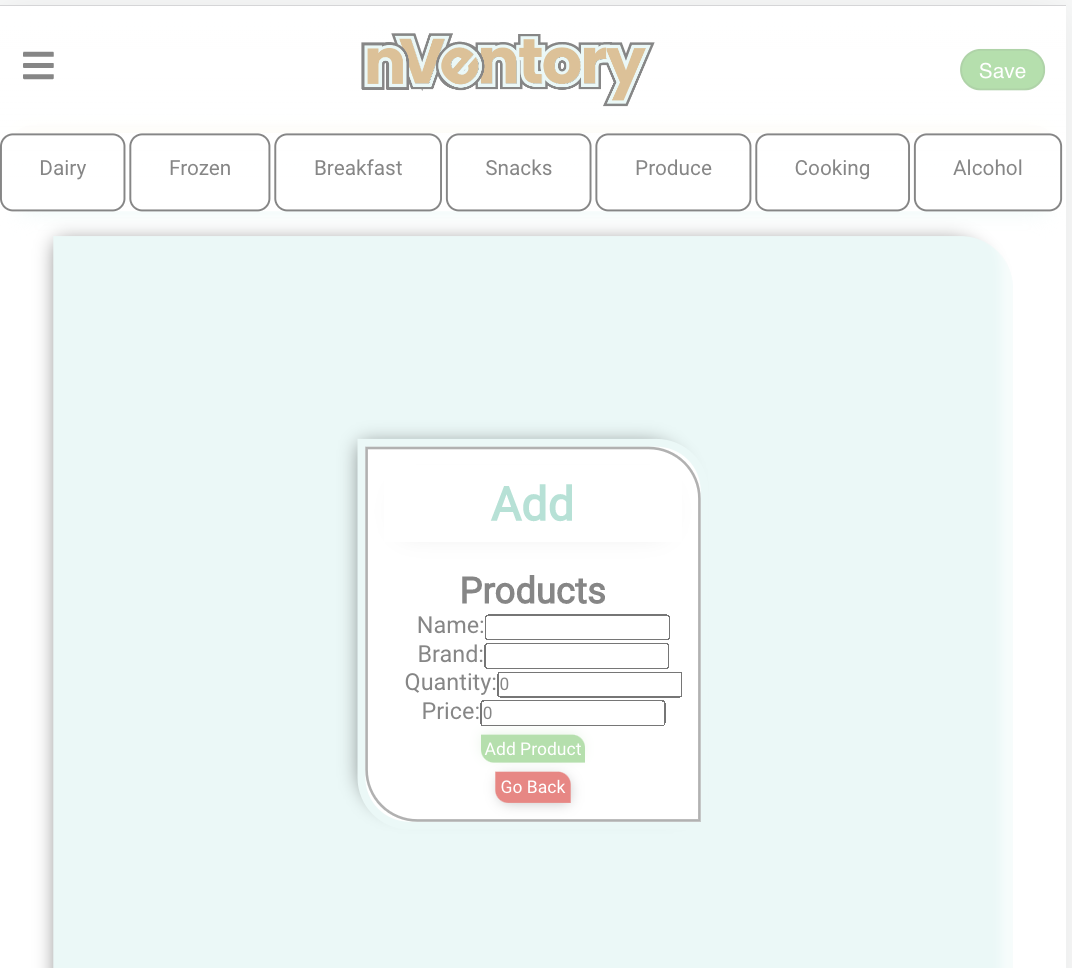 nVentory
Save
Dairy Frozen Breakfast Snacks Produce Cooking Alcohol
Add
Products
Name:
Brand:
Quantity: 0
Price: 0
Add Product
Go Back